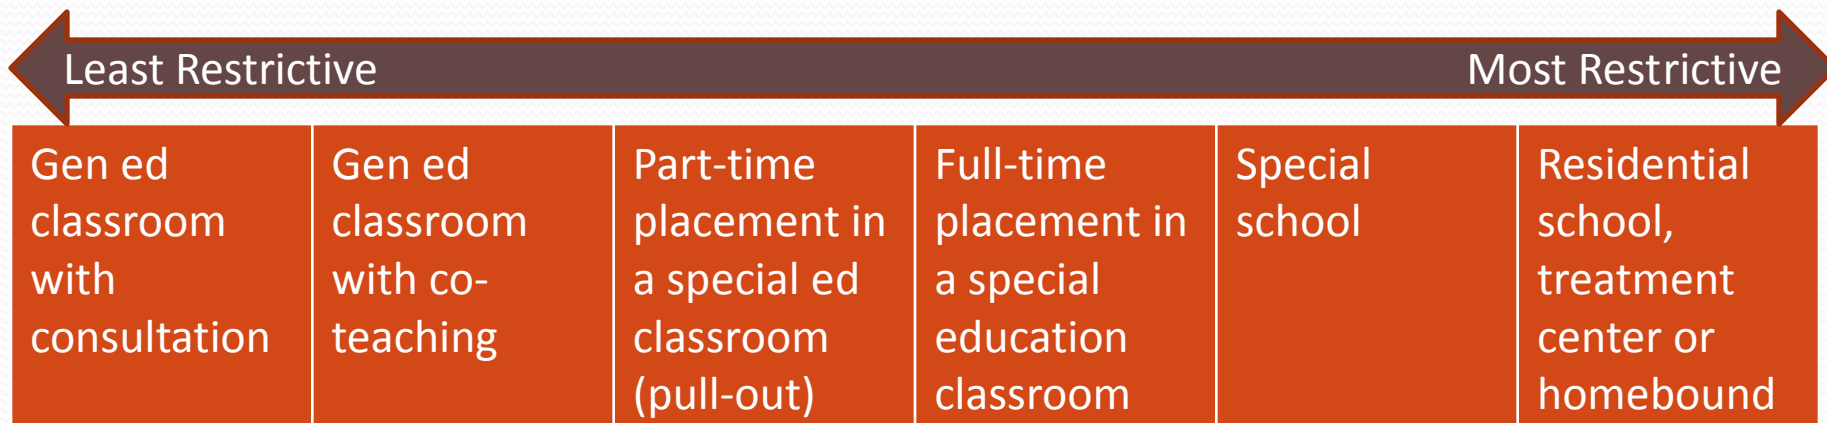 Least Restrictive
Most Restrictive
Gen ed
classroom
with
consultation
Gen ed
classroom
with co-
teaching
Part-time
placement in
a special ed
classroom
(pull-out)
Full-time
placement in
a special
education
classroom
Special
school
Residential
school,
treatment
center or
homebound